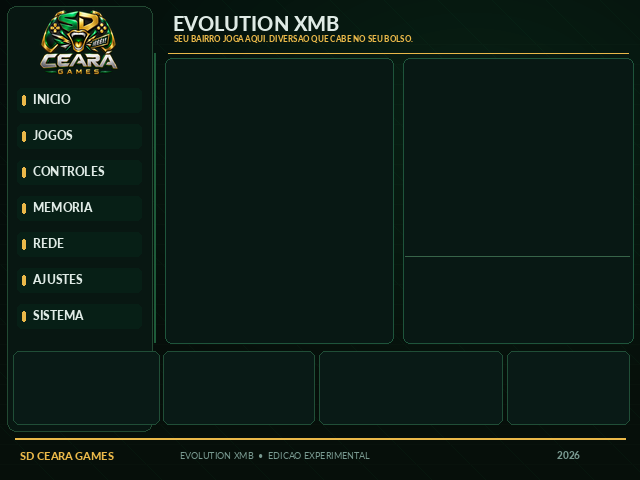 SD
CEARÁ
GAMES
EVOLUTION XMB
SEU BAIRRO JOGA AQUI. DIVERSAO QUE CABE NO SEU BOLSO.
INICIO
JOGOS
CONTROLES
MEMORIA
REDE
AJUSTES
SISTEMA
SD CEARA GAMES
EVOLUTION XMB • EDICAO EXPERIMENTAL
2026